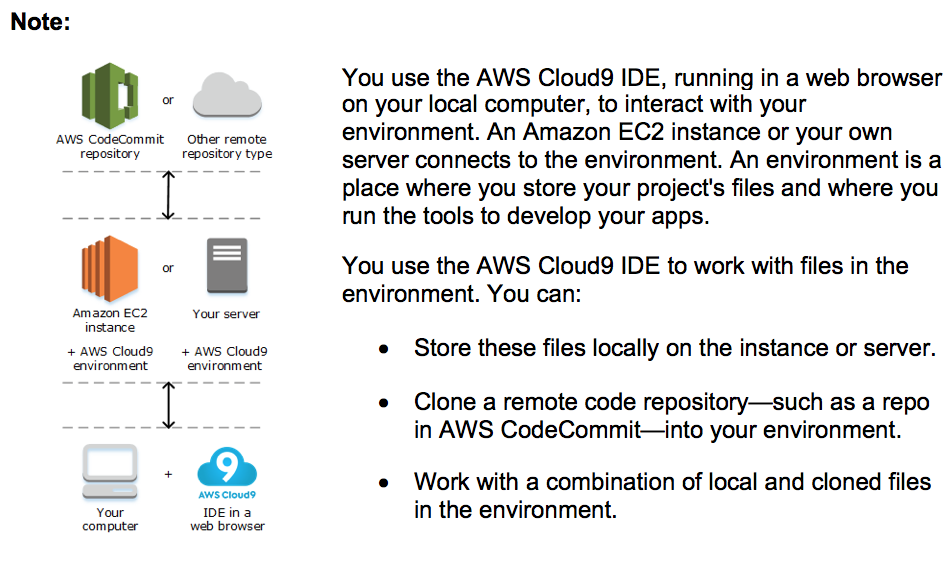 Note:
or
AWS CodeCommit
repository
Other remote
repository type
or
Amazon EC2
instance
Your server
+ AWS Cloud9
environment
+ AWS Cloud9
environment
+
9
AWS Cloud9
Your
computer
IDE in a
web browser
You use the AWS Cloud9 IDE, running in a web browser
on your local computer, to interact with your
environment. An Amazon EC2 instance or your own
server connects to the environment. An environment is a
place where you store your project's files and where you
run the tools to develop your apps.
You use the AWS Cloud9 IDE to work with files in the
environment. You can:
• Store these files locally on the instance or server.
• Clone a remote code repository—such as a repo
in AWS CodeCommit—into your environment.
• Work with a combination of local and cloned files
in the environment.